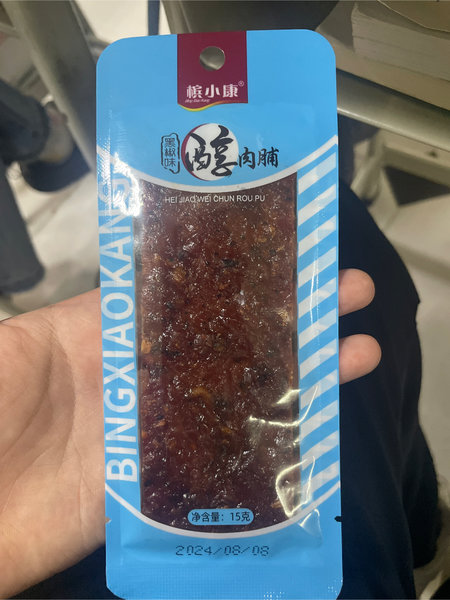 槟小康®
Bing Xiao Kang
黑椒味
醇肉脯
HEI JIAO WEI CHUN ROU PU
BINGXIAOKANG
净含量：15克
2024/08/08